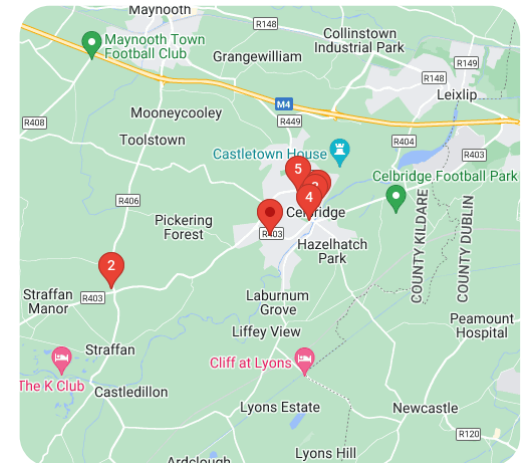 Maynooth
R148
Collinstown
Industrial Park
Maynooth Town
Football Club
Grangewilliam
R149
R148
Leixlip
M4
Mooneycooley
R449
R408
Toolstown
R404
Castletown House
R403
5
Celbridge Football Park
R406
4
Pickering
Forest
Celbridge
R403
Hazelhatch
Park
COUNTY KILDARE
COUNTY DUBLIN
2
Straffan
Manor
R403
Laburnum
Grove
Liffey View
Peamount
Hospital
Straffan
Cliff at Lyons
The K Club
Castledillon
Lyons Estate
Newcastle
R120
Lyons Hill
Ardclough